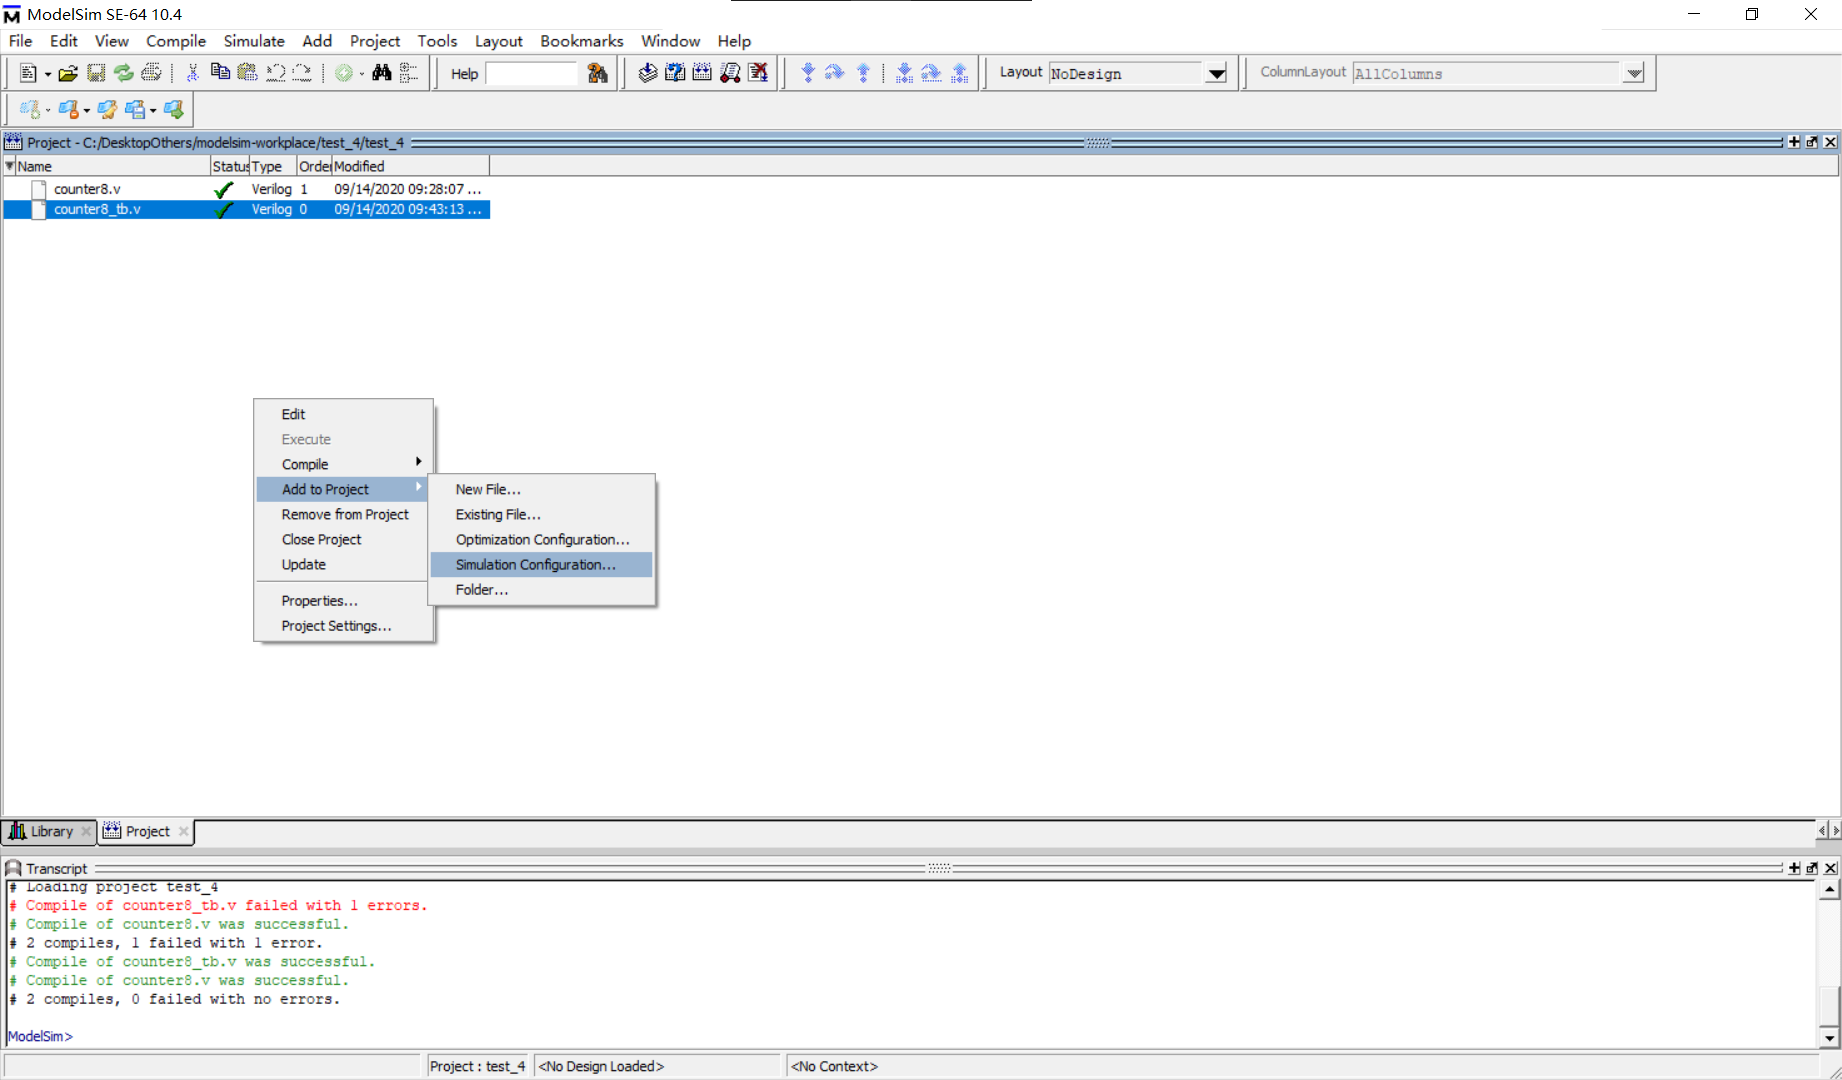 ModelSim SE-64 10.4
File Edit View Compile Simulate Add Project Tools Layout Bookmarks Window Help
Help Layout NoDesign ColumnLayout AllColumns
Project - C:/DesktopOthers/modelsim-workplace/test_4/test_4
Name Status Type Order Modified
counter8.v Verilog 1 09/14/2020 09:28:07 ...
counter8_tb.v Verilog 0 09/14/2020 09:43:13 ...
Edit
Execute
Compile
Add to Project
Remove from Project
Close Project
Update
Properties...
Project Settings...
New File...
Existing File...
Optimization Configuration...
Simulation Configuration...
Folder...
Library Project
Transcript
# Loading project test_4
# Compile of counter8_tb.v failed with 1 errors.
# Compile of counter8.v was successful.
# 2 compiles, 1 failed with 1 error.
# Compile of counter8_tb.v was successful.
# Compile of counter8.v was successful.
# 2 compiles, 0 failed with no errors.
ModelSim>
Project : test_4 <No Design Loaded> <No Context>